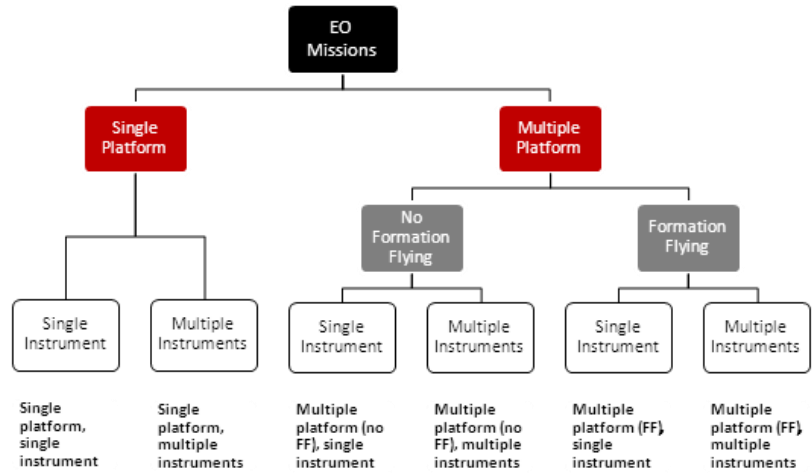 EO
Missions
Single
Platform
Multiple
Platform
No
Formation
Flying
Formation
Flying
Single
Instrument
Multiple
Instruments
Single
Instrument
Multiple
Instruments
Single
Instrument
Multiple
Instruments
Single
platform,
single
instrument
Single
platform,
multiple
instruments
Multiple
platform (no
FF), single
instrument
Multiple
platform (no
FF), multiple
instruments
Multiple
platform (FF),
single
instrument
Multiple
platform (FF),
multiple
instruments